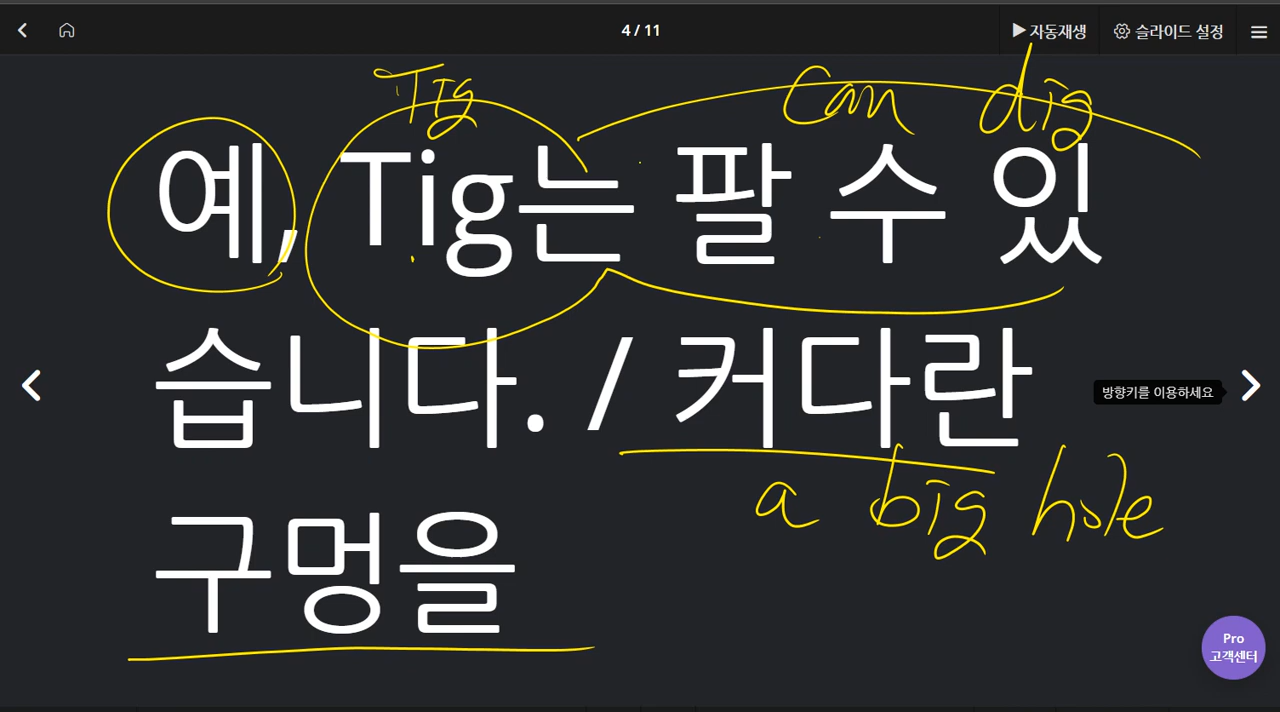 4 / 11
▶자동재생
슬라이드 설정
Tig
Can dig
예, Tig는 팔 수 있
습니다. / 커다란
방향키를 이용하세요
a big hole
구멍을
Pro
고객센터